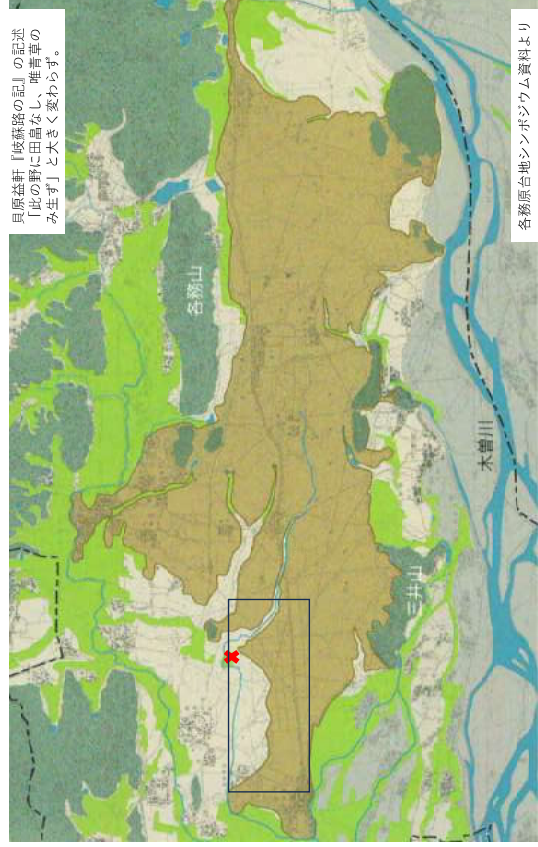 貝原益軒『岐蘇路の記』の記述
「此の野に田畠なし、唯青草の
み生ず」と大きく変わらず。
各務山
三井山
木曽川
各務原台地シンポジウム資料より